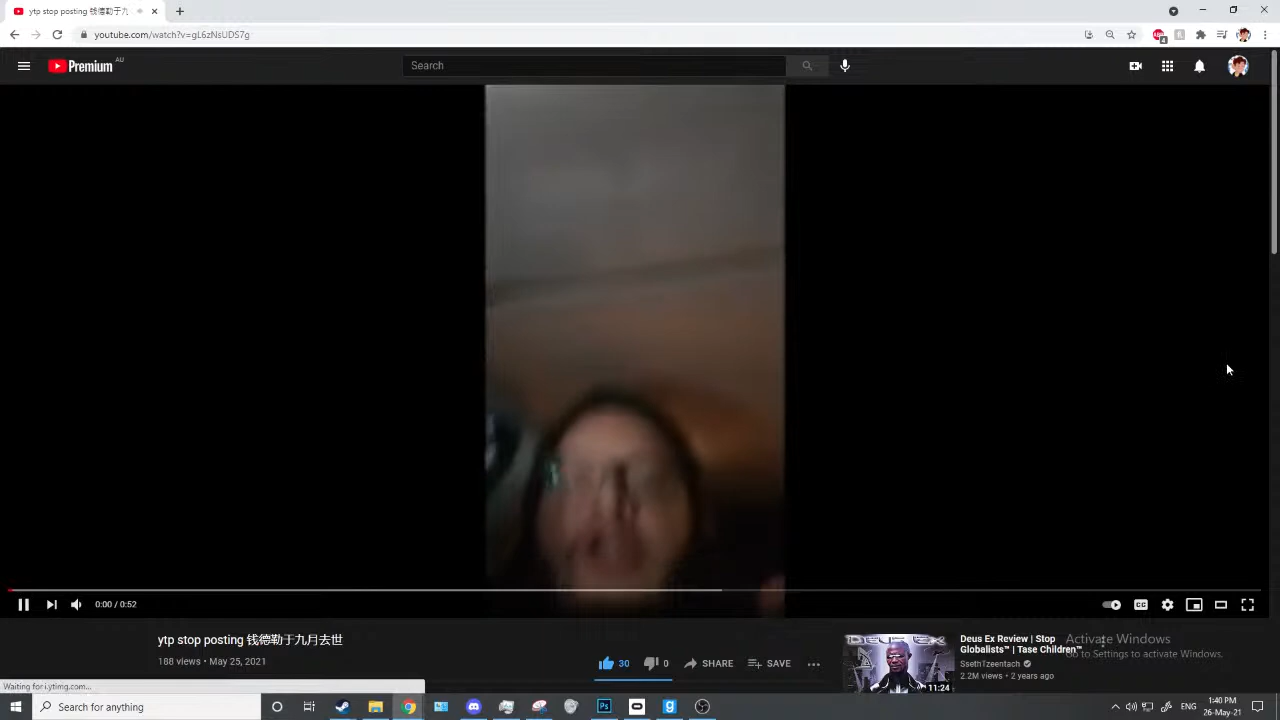 ytp stop posting 钱德勒于九
youtube.com/watch?v=gL6zNsUDS7g
Premium AU
Search
0:00 / 0:52
CC
ytp stop posting 钱德勒于九月去世
188 views • May 25, 2021
30
0
SHARE
SAVE
11:24
Deus Ex Review | Stop
Globalists™ | Tase Children™
SsethTzeentach
2.2M views • 2 years ago
Activate Windows
Go to Settings to activate Windows.
Waiting for i.ytimg.com...
Search for anything
Ps
ENG
1:40 PM
26-May-21